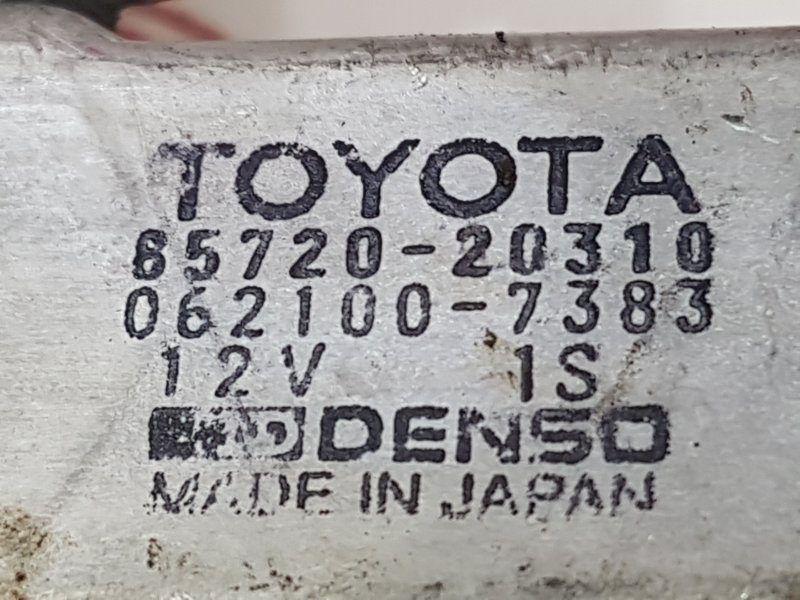 TOYOTA
85720-20310
062100-7383
12V 1S
DENSO
MADE IN JAPAN